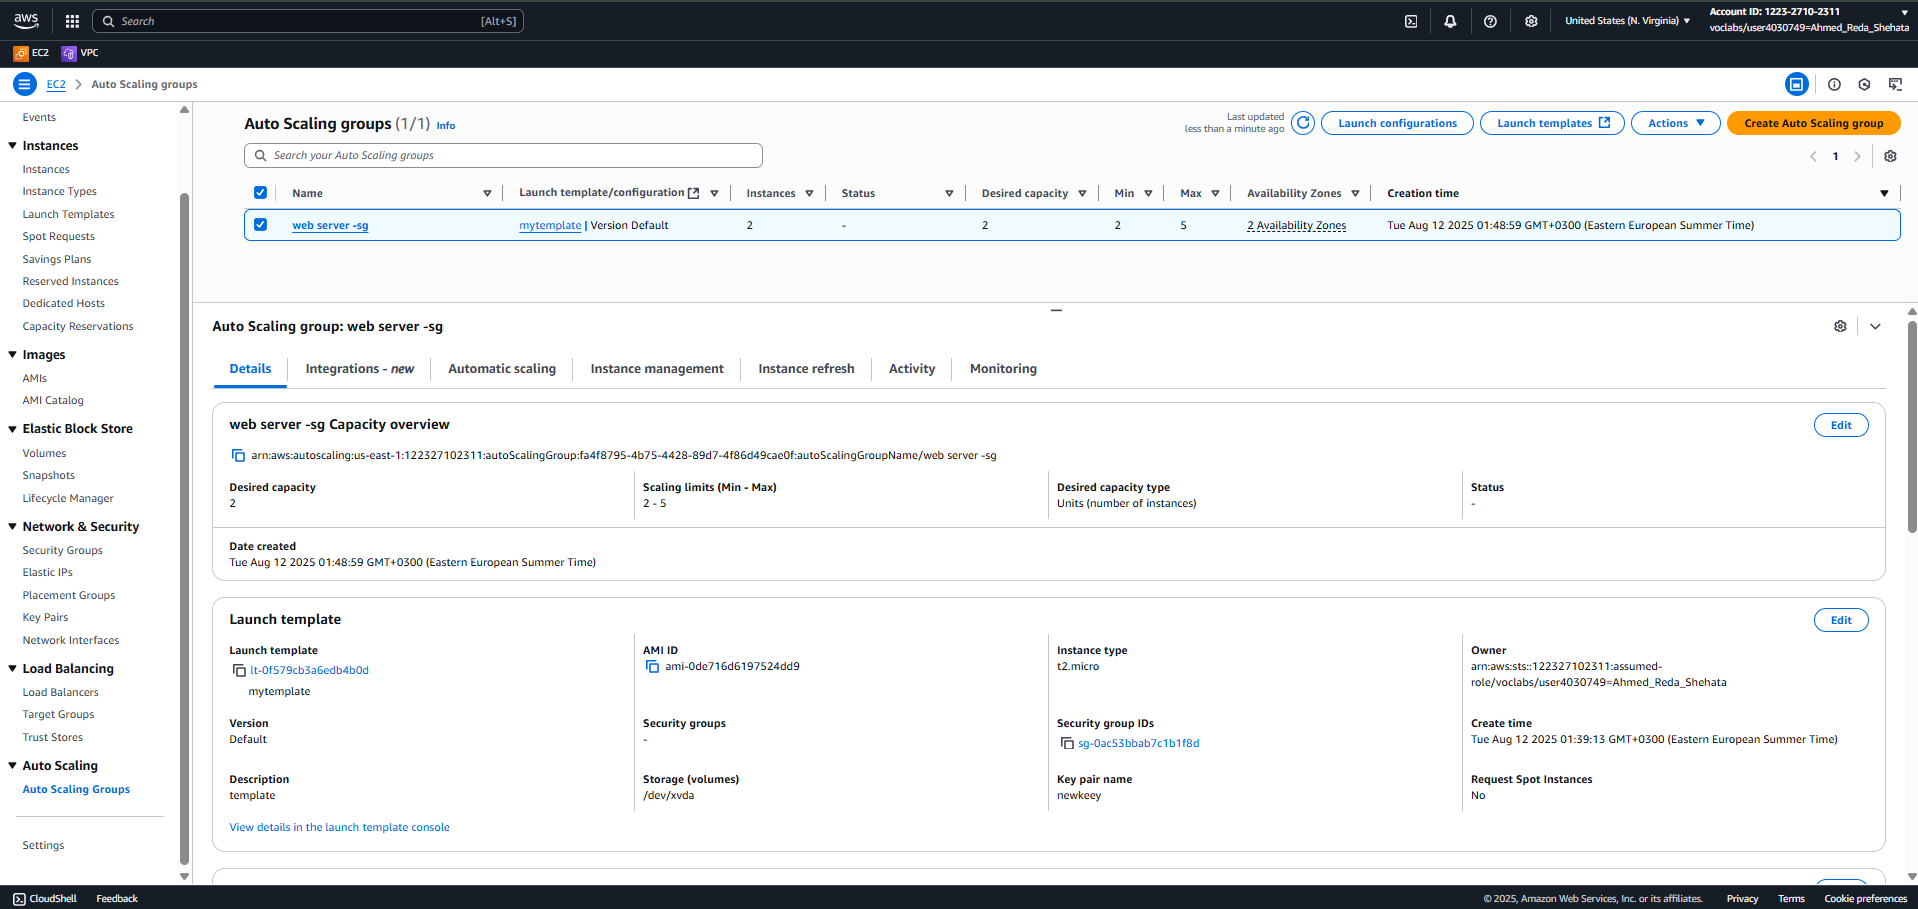 aws
Search [Alt+S]
United States (N. Virginia)
Account ID: 1223-2710-2311
voclabs/user4030749=Ahmed_Reda_Shehata
EC2
VPC
EC2
Auto Scaling groups
Events
Instances
Instances
Instance Types
Launch Templates
Spot Requests
Savings Plans
Reserved Instances
Dedicated Hosts
Capacity Reservations
Images
AMIs
AMI Catalog
Elastic Block Store
Volumes
Snapshots
Lifecycle Manager
Network & Security
Security Groups
Elastic IPs
Placement Groups
Key Pairs
Network Interfaces
Load Balancing
Load Balancers
Target Groups
Trust Stores
Auto Scaling
Auto Scaling Groups
Settings
Auto Scaling groups (1/1) Info
Last updated
less than a minute ago
Launch configurations
Launch templates
Actions
Create Auto Scaling group
Search your Auto Scaling groups
1
Name Launch template/configuration Instances Status Desired capacity Min Max Availability Zones Creation time
web server -sg mytemplate | Version Default 2 - 2 2 5 2 Availability Zones Tue Aug 12 2025 01:48:59 GMT+0300 (Eastern European Summer Time)
Auto Scaling group: web server -sg
Details Integrations - new Automatic scaling Instance management Instance refresh Activity Monitoring
web server -sg Capacity overview
Edit
arn:aws:autoscaling:us-east-1:122327102311:autoScalingGroup:fa4f8795-4b75-4428-89d7-4f86d49cae0f:autoScalingGroupName/web server -sg
Desired capacity
2
Scaling limits (Min - Max)
2 - 5
Desired capacity type
Units (number of instances)
Status
-
Date created
Tue Aug 12 2025 01:48:59 GMT+0300 (Eastern European Summer Time)
Launch template
Edit
Launch template
lt-0f579cb3a6edb4b0d
mytemplate
AMI ID
ami-0de716d6197524dd9
Instance type
t2.micro
Owner
arn:aws:sts::122327102311:assumed-
role/voclabs/user4030749=Ahmed_Reda_Shehata
Version
Default
Security groups
-
Security group IDs
sg-0ac53bbab7c1b1f8d
Create time
Tue Aug 12 2025 01:39:13 GMT+0300 (Eastern European Summer Time)
Description
template
Storage (volumes)
/dev/xvda
Key pair name
newkeey
Request Spot Instances
No
View details in the launch template console
CloudShell
Feedback
© 2025, Amazon Web Services, Inc. or its affiliates.
Privacy
Terms
Cookie preferences